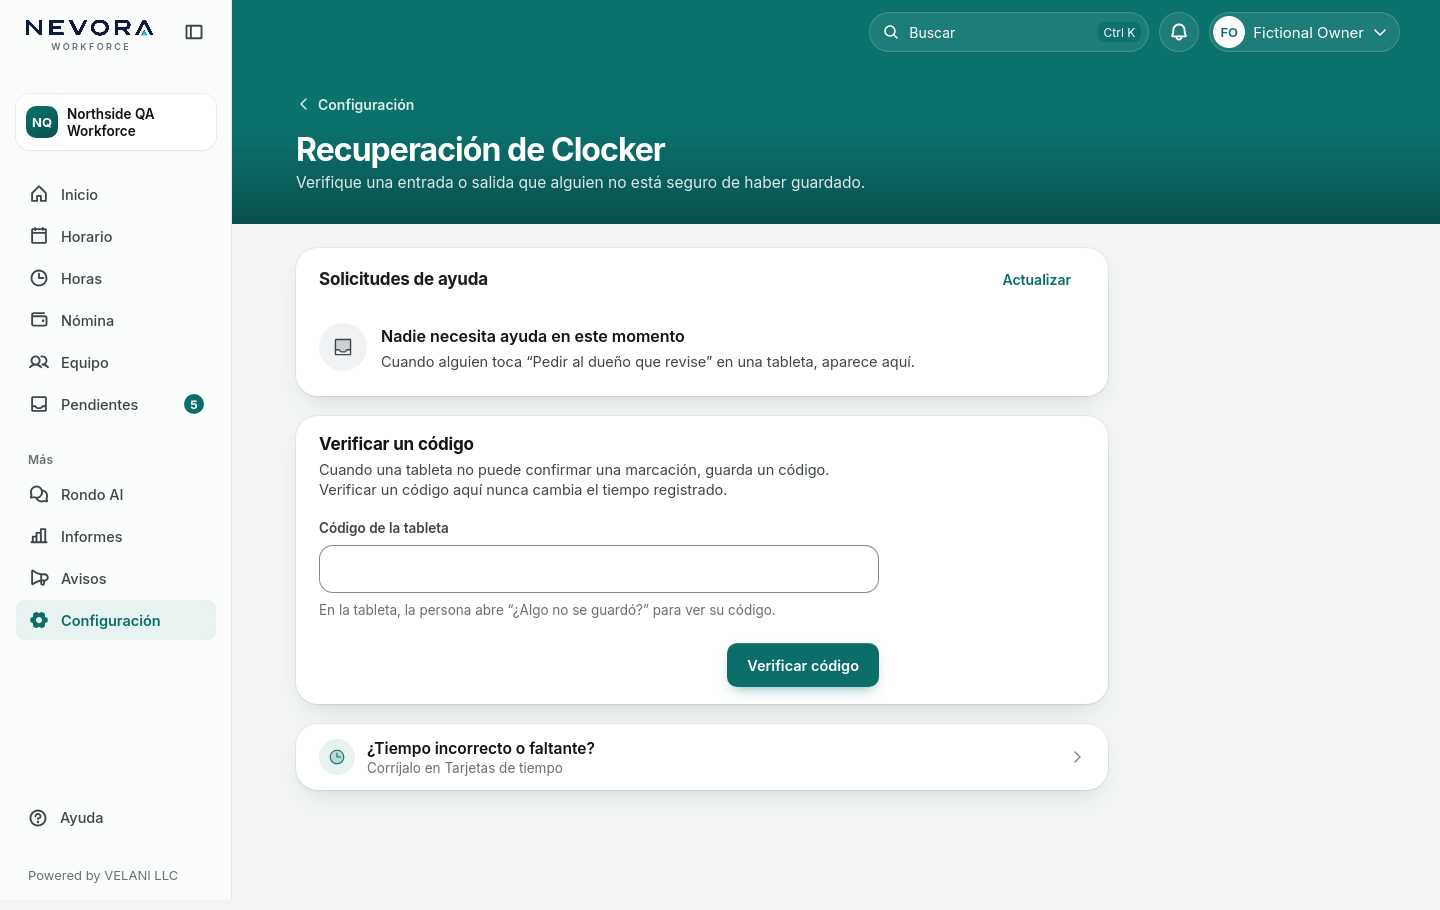 NEVORA
WORKFORCE
Buscar
Ctrl K
FO
Fictional Owner
NQ
Northside QA
Workforce
Inicio
Horario
Horas
Nómina
Equipo
Pendientes
5
Más
Rondo AI
Informes
Avisos
Configuración
Ayuda
Powered by VELANI LLC
Configuración
Recuperación de Clocker
Verifique una entrada o salida que alguien no está seguro de haber guardado.
Solicitudes de ayuda
Actualizar
Nadie necesita ayuda en este momento
Cuando alguien toca “Pedir al dueño que revise” en una tableta, aparece aquí.
Verificar un código
Cuando una tableta no puede confirmar una marcación, guarda un código.
Verificar un código aquí nunca cambia el tiempo registrado.
Código de la tableta
En la tableta, la persona abre “¿Algo no se guardó?” para ver su código.
Verificar código
¿Tiempo incorrecto o faltante?
Corríjalo en Tarjetas de tiempo